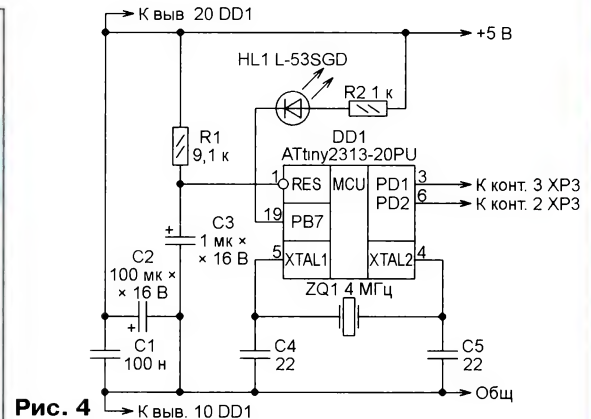 К выв 20 DD1
+5 В
HL1 L-53SGD
R2 1 к
R1
9,1 к
DD1
ATtiny2313-20PU
1
RES
MCU
PD1
3
К конт. 3 ХР3
PD2
6
К конт. 2 ХР3
19
PB7
C3
1 мк ×
× 16 В
5
XTAL1
XTAL2
4
C2
100 мк ×
× 16 В
ZQ1 4 МГц
+
+
C1
100 н
C4
22
C5
22
Общ
Рис. 4
К выв. 10 DD1